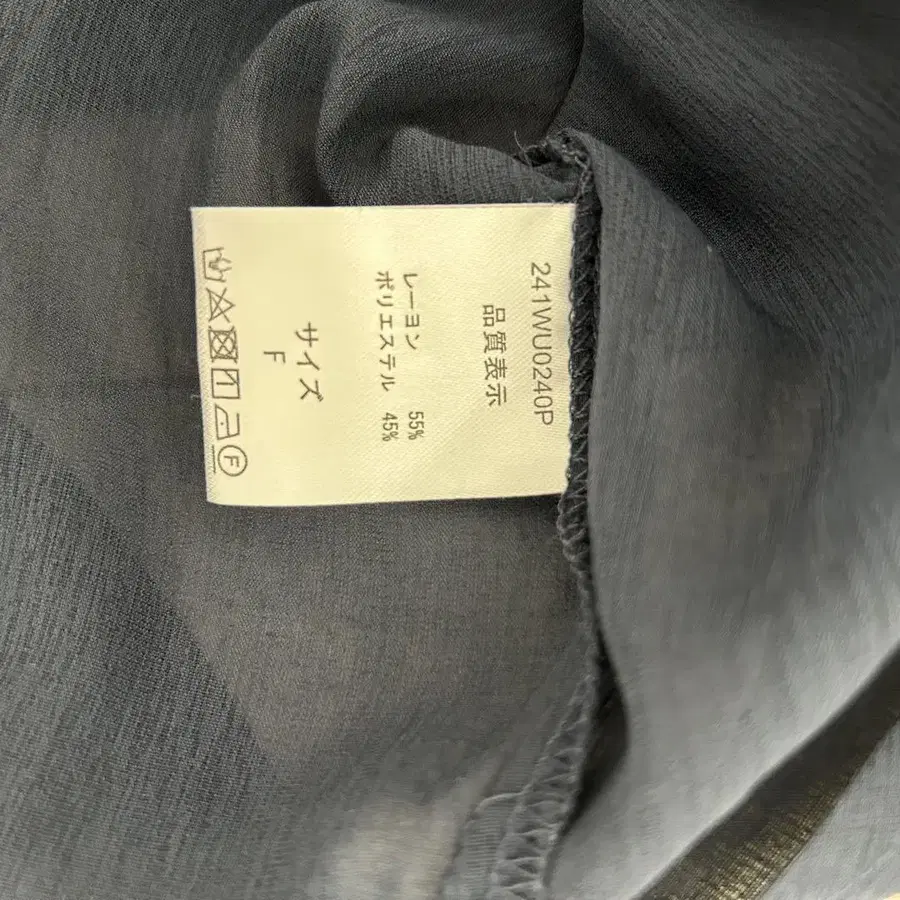 241WU0240P
品質表示
レーヨン 55%
ポリエステル 45%
サイズ
F
F